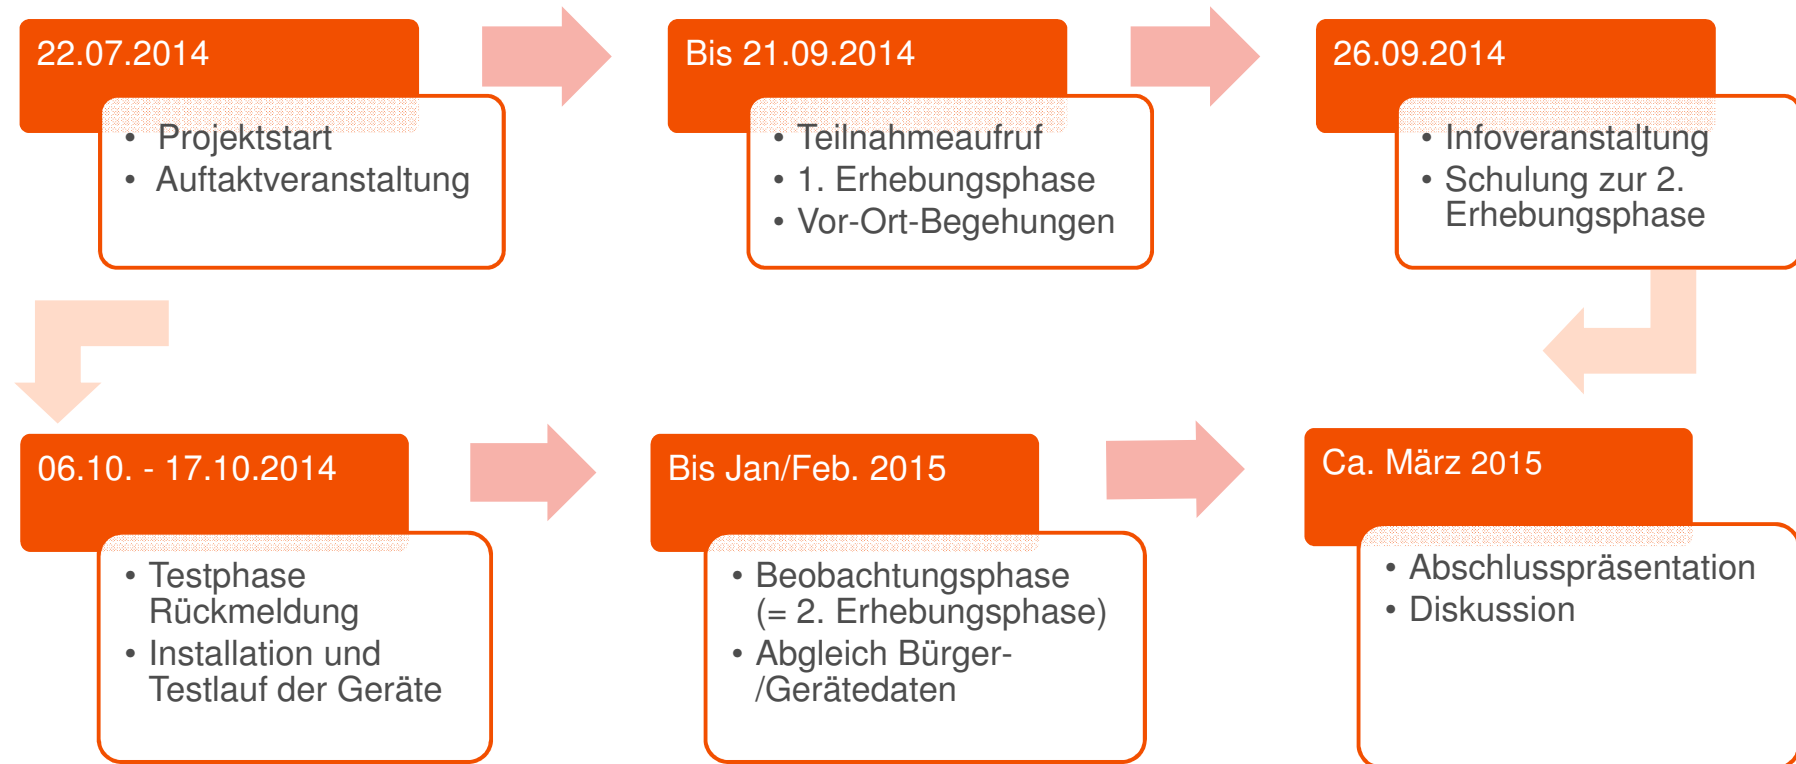 22.07.2014
• Projektstart
• Auftaktveranstaltung
Bis 21.09.2014
• Teilnahmeaufruf
• 1. Erhebungsphase
• Vor-Ort-Begehungen
26.09.2014
• Infoveranstaltung
• Schulung zur 2.
Erhebungsphase
06.10. - 17.10.2014
• Testphase
Rückmeldung
• Installation und
Testlauf der Geräte
Bis Jan/Feb. 2015
• Beobachtungsphase
(= 2. Erhebungsphase)
• Abgleich Bürger-
/Gerätedaten
Ca. März 2015
• Abschlusspräsentation
• Diskussion